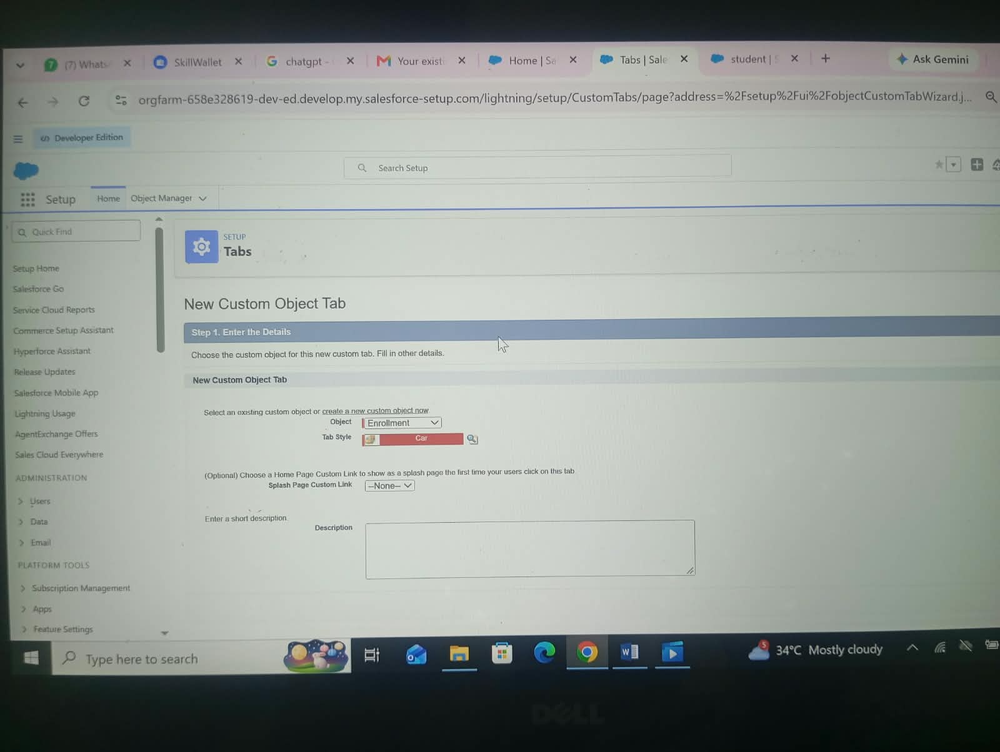 7 (7) Whats
SkillWallet
chatgpt -
Your existi
Home | Sa
Tabs | Sale
student | S
Ask Gemini
orgfarm-658e328619-dev-ed.develop.my.salesforce-setup.com/lightning/setup/CustomTabs/page?address=%2Fsetup%2Fui%2FobjectCustomTabWizard.j...
Developer Edition
Search Setup
Setup
Home
Object Manager
Quick Find
Setup Home
Salesforce Go
Service Cloud Reports
Commerce Setup Assistant
Hyperforce Assistant
Release Updates
Salesforce Mobile App
Lightning Usage
AgentExchange Offers
Sales Cloud Everywhere
ADMINISTRATION
Users
Data
Email
PLATFORM TOOLS
Subscription Management
Apps
Feature Settings
SETUP
Tabs
New Custom Object Tab
Step 1. Enter the Details
Choose the custom object for this new custom tab. Fill in other details.
New Custom Object Tab
Select an existing custom object or create a new custom object now.
Object Enrollment
Tab Style Car
(Optional) Choose a Home Page Custom Link to show as a splash page the first time your users click on this tab.
Splash Page Custom Link --None--
Enter a short description.
Description
Type here to search
5
34°C Mostly cloudy
DELL